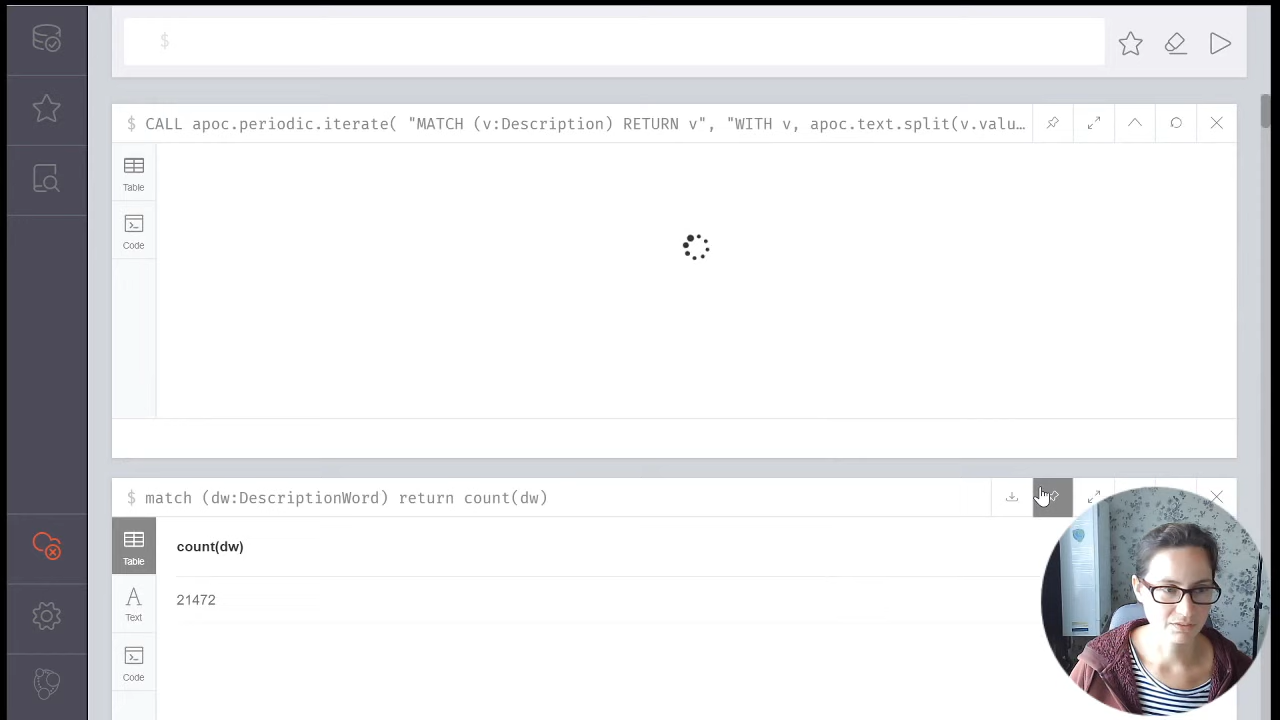 $
$ CALL apoc.periodic.iterate( "MATCH (v:Description) RETURN v", "WITH v, apoc.text.split(v.valu…
Table
Code
$ match (dw:DescriptionWord) return count(dw)
Table
Text
Code
count(dw)
21472